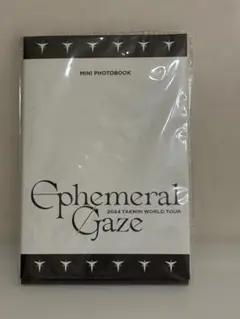 MINI PHOTOBOOK
Ephemeral
2024 TAEMIN WORLD TOUR
Gaze